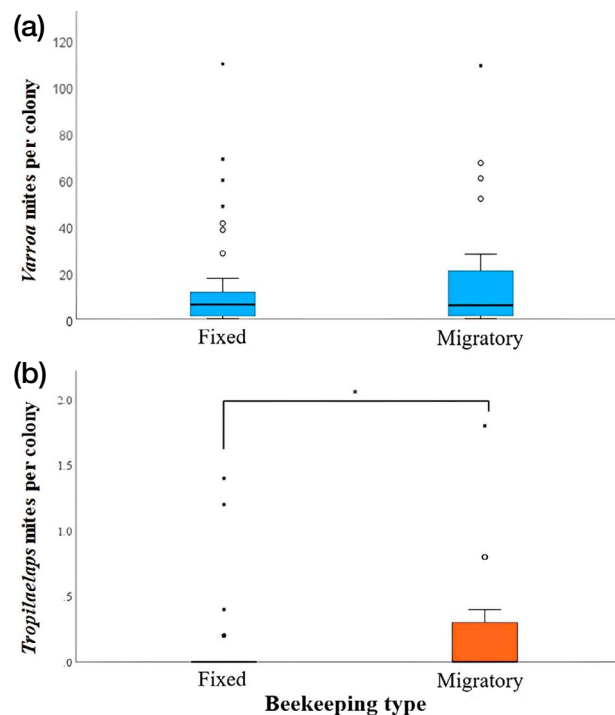 (a)
120
100
80
60
40
20
0
Varroa mites per colony
Fixed Migratory
(b)
*
2.0
1.5
1.0
.5
.0
Tropilaelaps mites per colony
Fixed Migratory
Beekeeping type